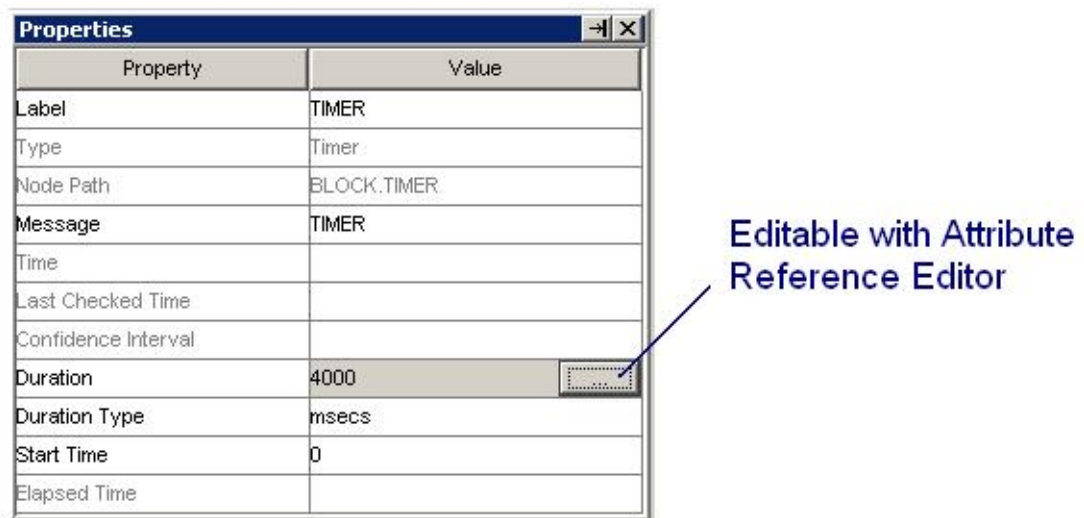 Properties
Property Value
Label TIMER
Type Timer
Node Path BLOCK.TIMER
Message TIMER
Time
Last Checked Time
Confidence Interval
Duration 4000 ...
Duration Type msecs
Start Time 0
Elapsed Time
Editable with Attribute
Reference Editor